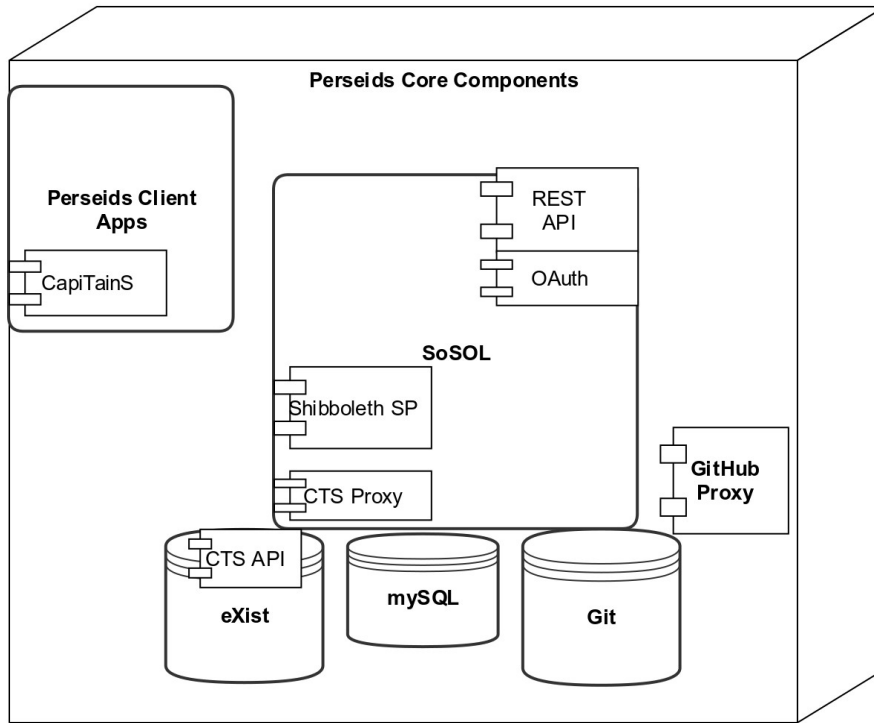 Perseids Core Components
Perseids Client
Apps
CapiTainS
REST
API
OAuth
SoSOL
Shibboleth SP
CTS Proxy
GitHub
Proxy
CTS API
eXist
mySQL
Git